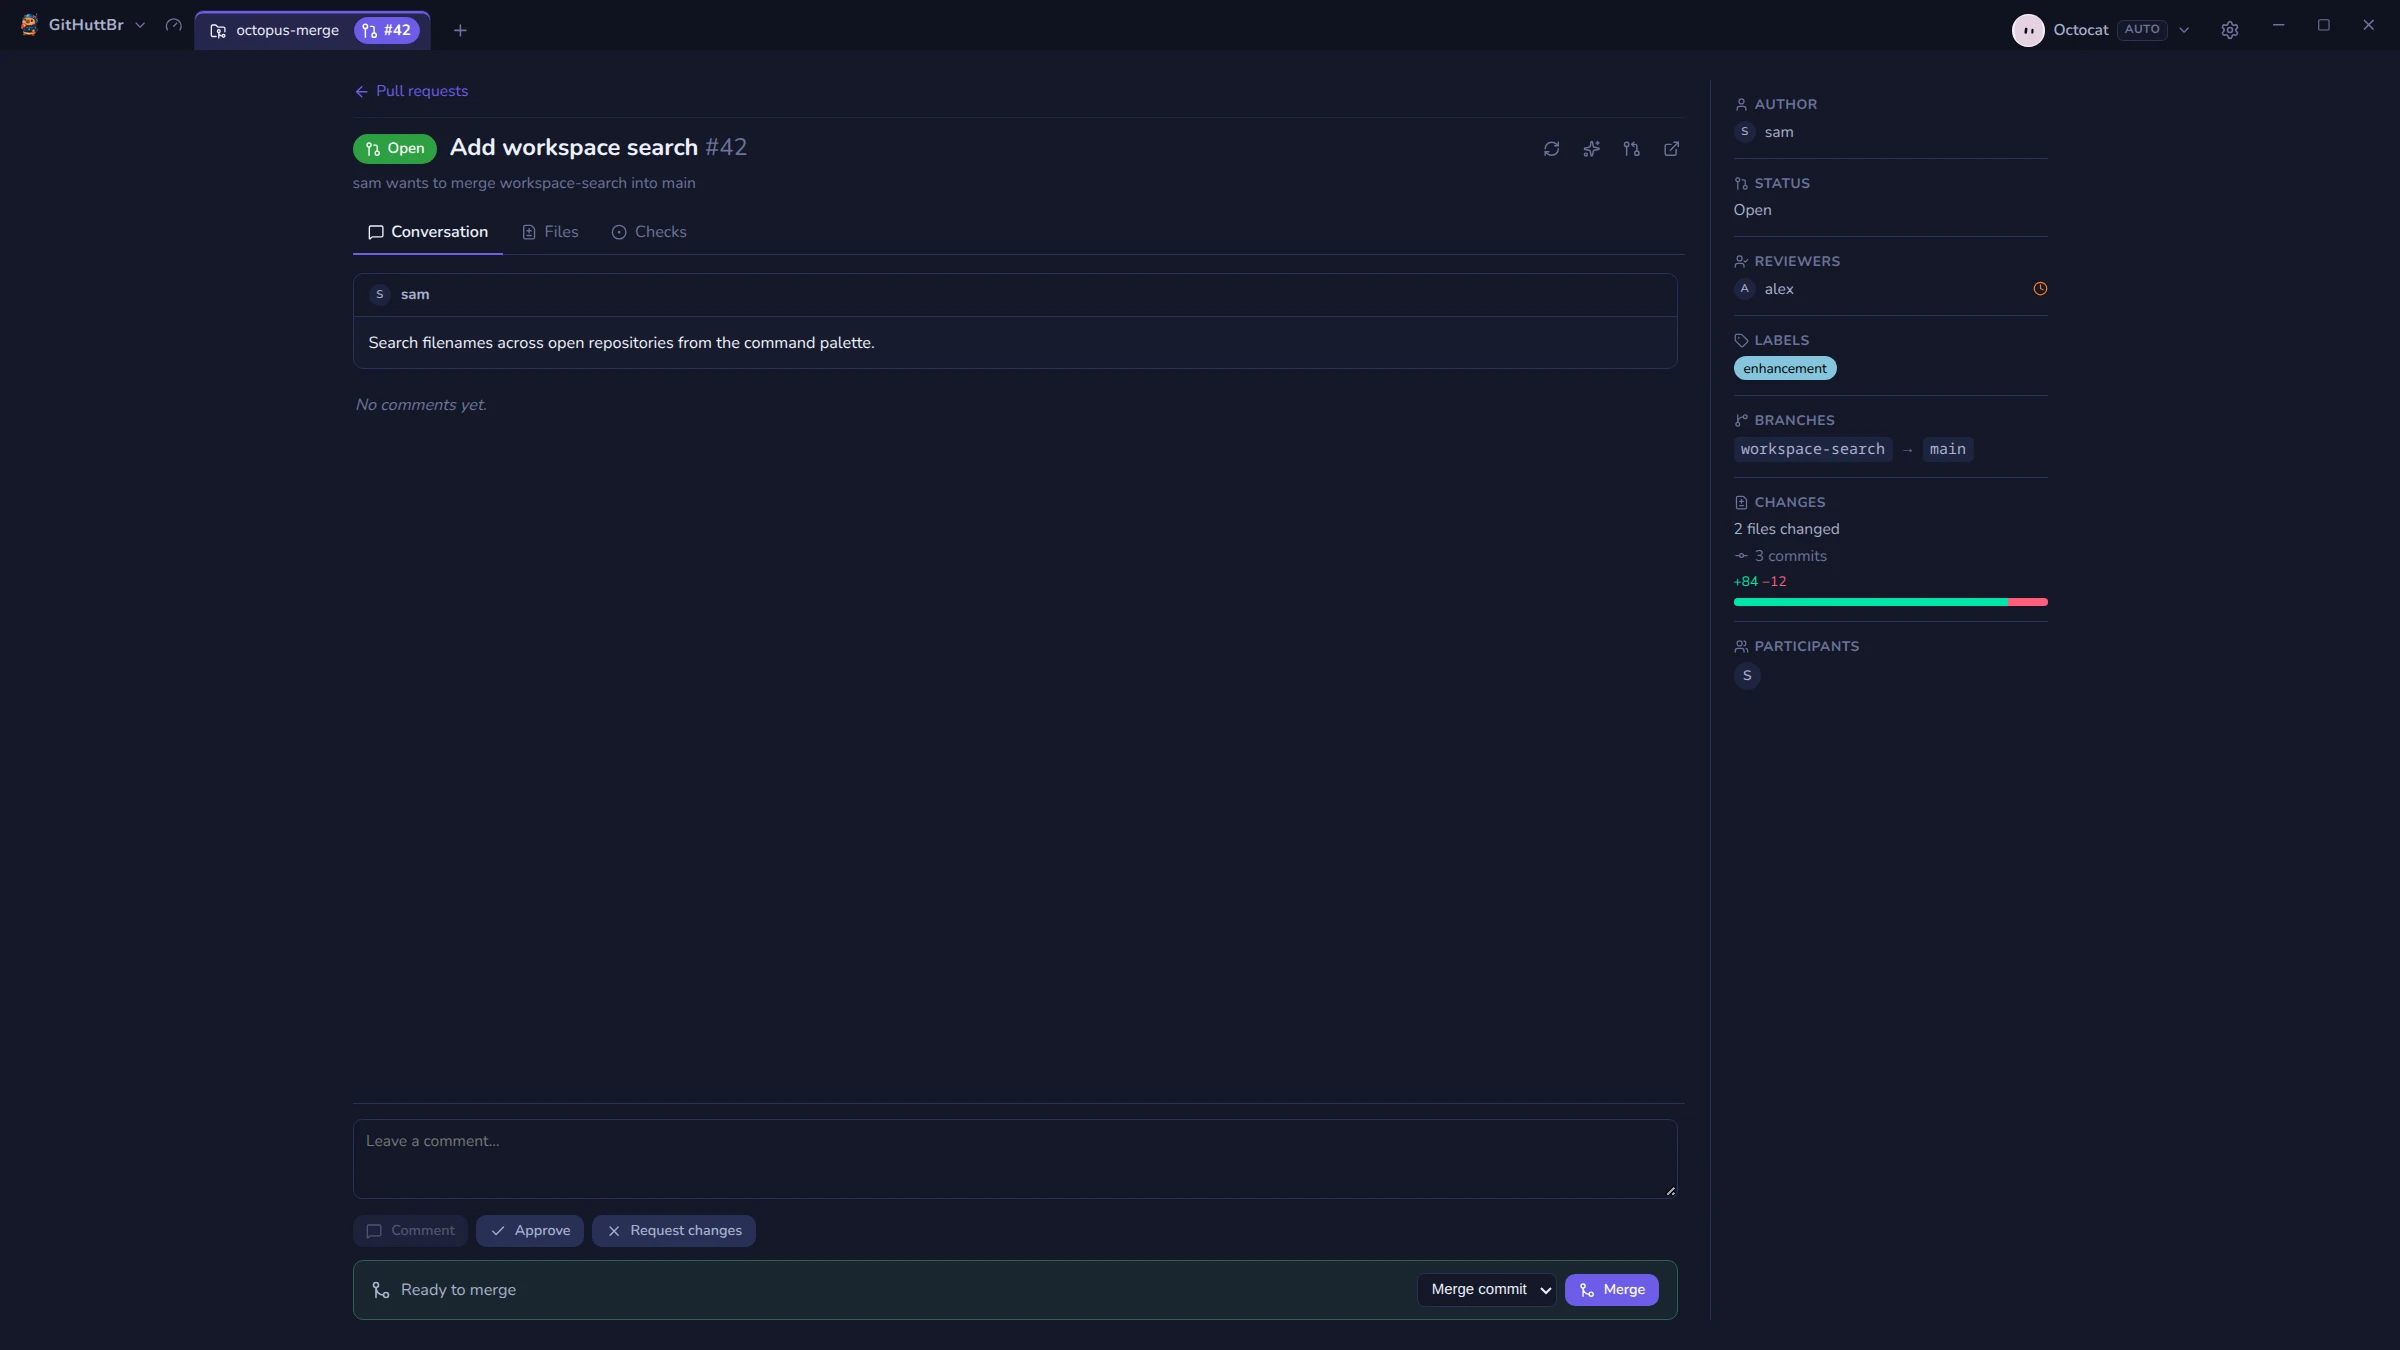 GitHuttBr
octopus-merge #42
Octocat AUTO
Pull requests
Open Add workspace search #42
sam wants to merge workspace-search into main
Conversation Files Checks
S sam
Search filenames across open repositories from the command palette.
No comments yet.
Leave a comment...
Comment Approve Request changes
Ready to merge Merge commit Merge
AUTHOR
S sam
STATUS
Open
REVIEWERS
A alex
LABELS
enhancement
BRANCHES
workspace-search → main
CHANGES
2 files changed
3 commits
+84 −12
PARTICIPANTS
S